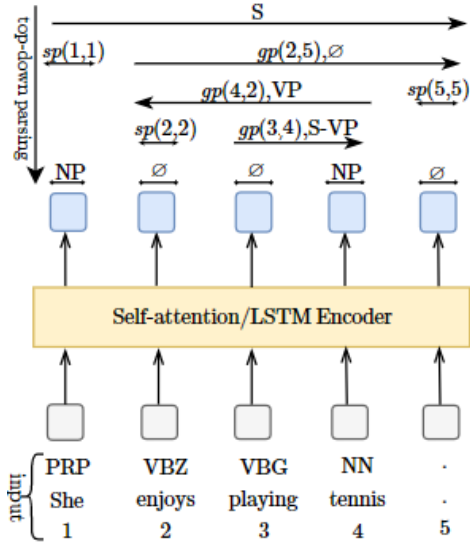 S
top-down parsing
sp(1,1) gp(2,5),∅
gp(4,2),VP sp(5,5)
sp(2,2) gp(3,4),S-VP
NP ∅ ∅ NP ∅
Self-attention/LSTM Encoder
input
PRP VBZ VBG NN .
She enjoys playing tennis .
1 2 3 4 5